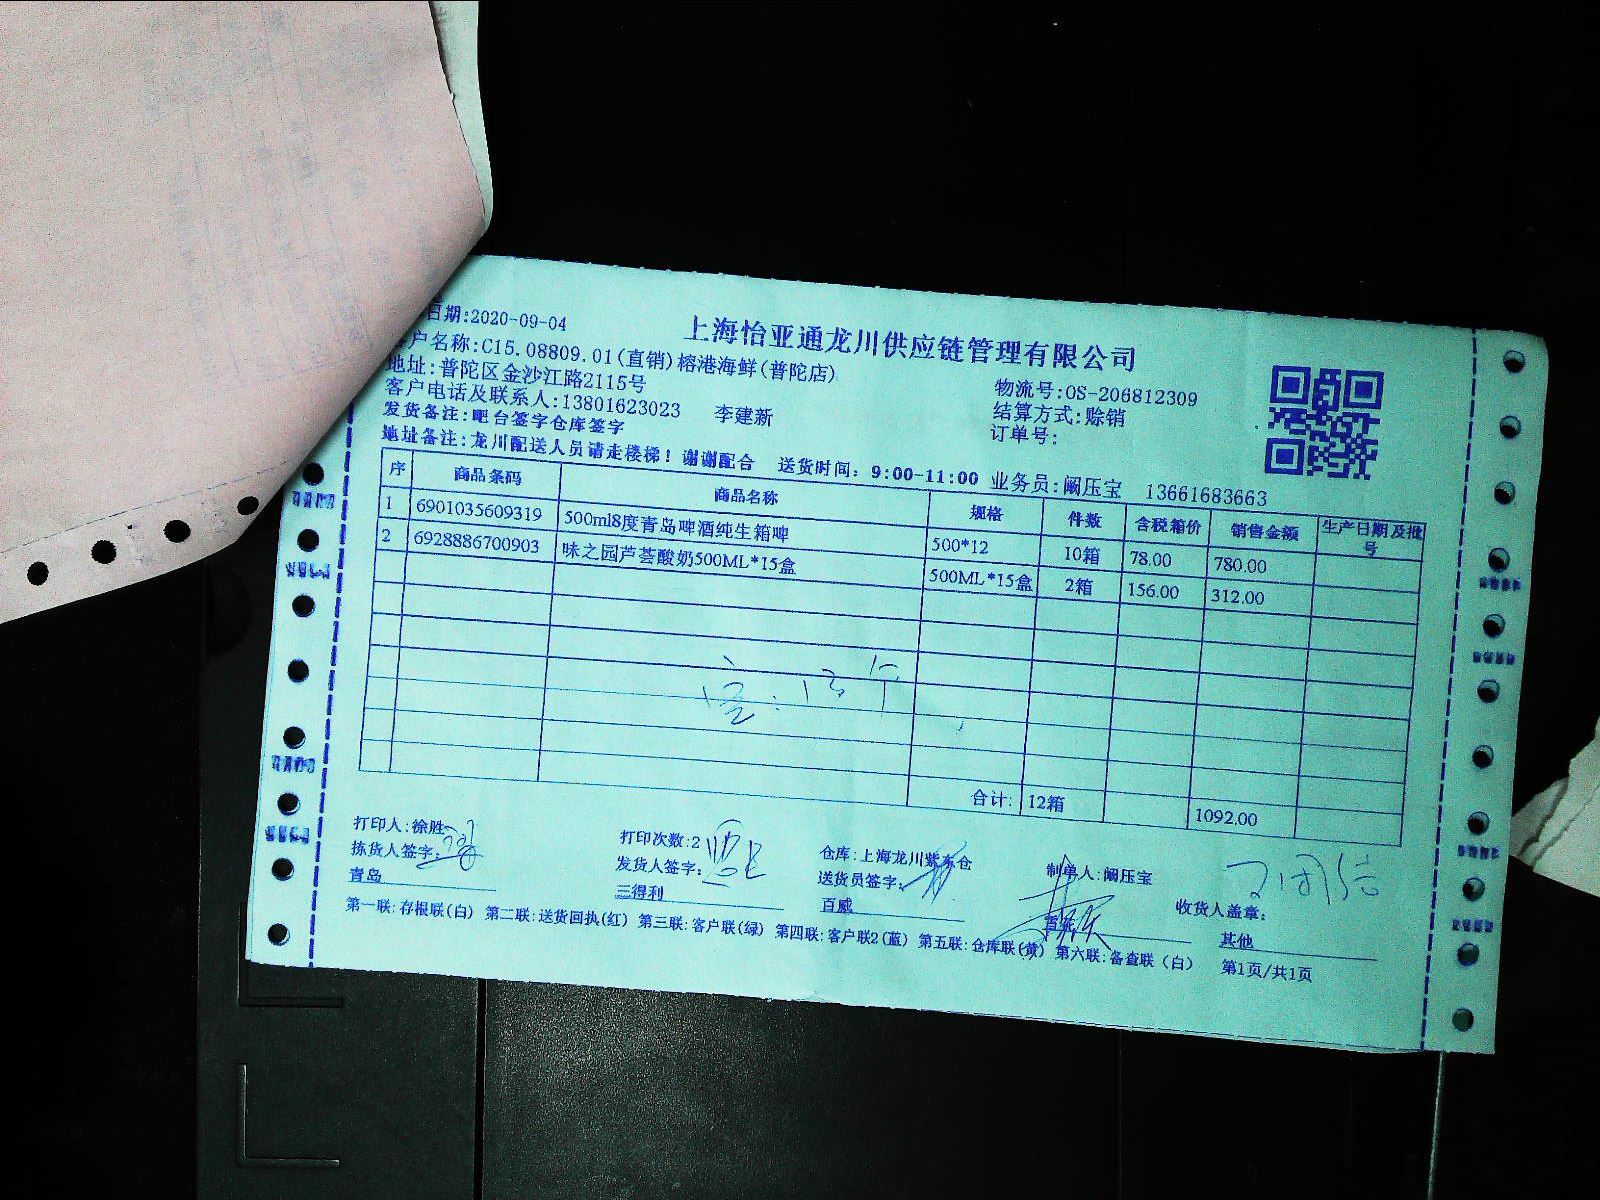 上海怡亚通龙川供应链管理有限公司
日期:2020-09-04
户名称:C15.08809.01(直销)榕港海鲜(普陀店)
地址:普陀区金沙江路2115号
物流号:OS-206812309
客户电话及联系人:13801623023 李建新
结算方式:赊销
发货备注:吧台签字仓库签字
订单号:
地址备注:龙川配送人员请走楼梯!谢谢配合 送货时间:9:00-11:00 业务员:阚压宝 13661683663
序 商品条码 商品名称 规格 件数 含税箱价 销售金额 生产日期及批号
1 6901035609319 500ml8度青岛啤酒纯生箱啤 500*12 10箱 78.00 780.00
2 6928886700903 味之园芦荟酸奶500ML*15盒 500ML*15盒 2箱 156.00 312.00
合计: 12箱 1092.00
打印人:徐胜 打印次数:2 仓库:上海龙川紫东仓 制单人:阚压宝
拣货人签字: 发货人签字: 送货员签字: 收货人盖章:
青岛 三得利 百威 雪花 其他
第一联:存根联(白) 第二联:送货回执(红) 第三联:客户联(绿) 第四联:客户联2(蓝) 第五联:仓库联(黄) 第六联:备查联(白) 第1页/共1页